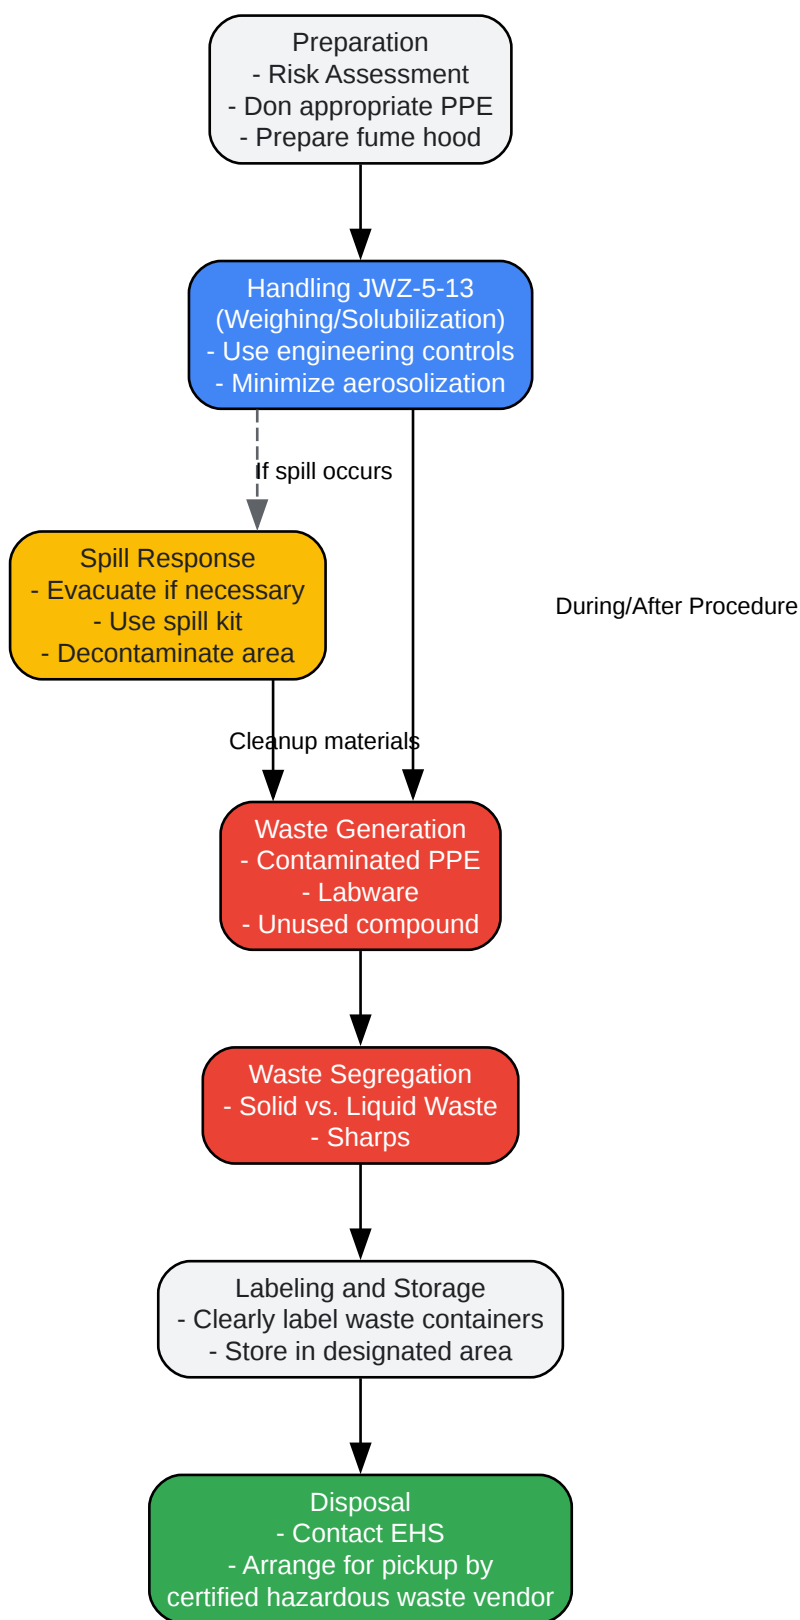 Preparation
- Risk Assessment
- Don appropriate PPE
- Prepare fume hood
Handling JWZ-5-13
(Weighing/Solubilization)
- Use engineering controls
- Minimize aerosolization
If spill occurs
Spill Response
- Evacuate if necessary
- Use spill kit
- Decontaminate area
During/After Procedure
Cleanup materials
Waste Generation
- Contaminated PPE
- Labware
- Unused compound
Waste Segregation
- Solid vs. Liquid Waste
- Sharps
Labeling and Storage
- Clearly label waste containers
- Store in designated area
Disposal
- Contact EHS
- Arrange for pickup by
certified hazardous waste vendor